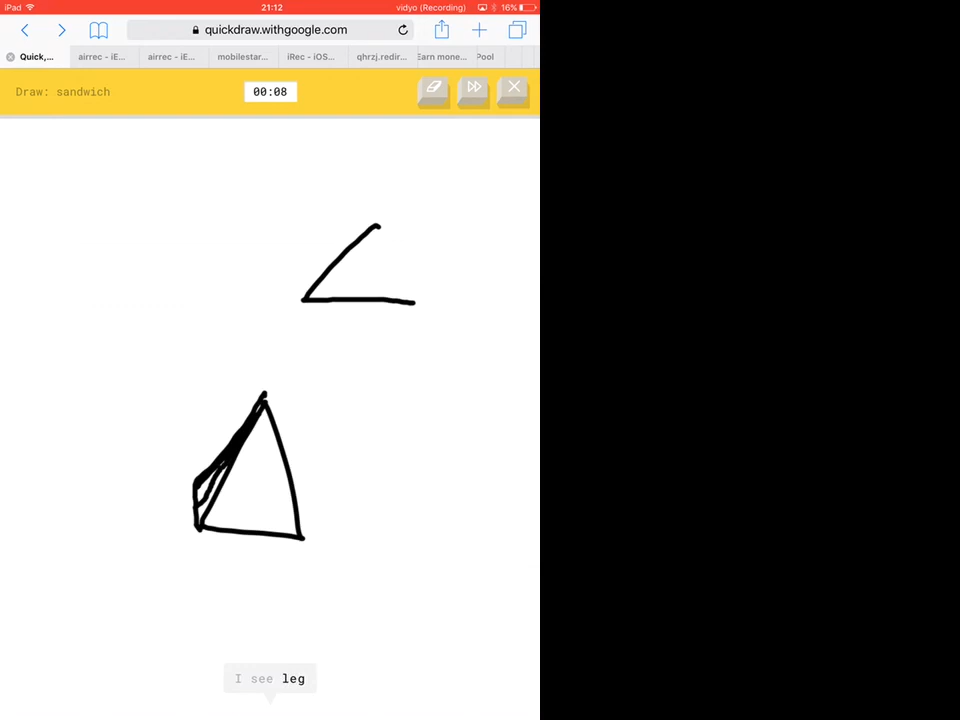 iPad 21:12 vidyo (Recording) 16%
quickdraw.withgoogle.com
Quick,... airrec - iE... airrec - iE... mobilestar... iRec - iOS... qhrzj.redir... Earn mone... Pool
Draw: sandwich 00:08
I see leg